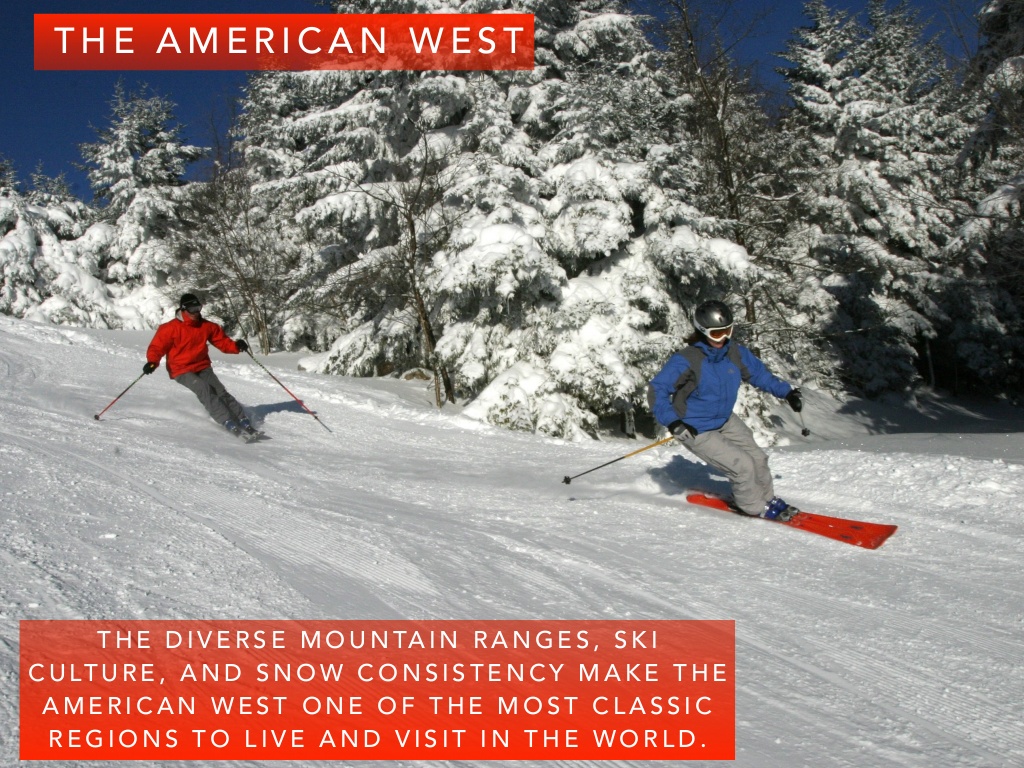 THE AMERICAN WEST
THE DIVERSE MOUNTAIN RANGES, SKI
CULTURE, AND SNOW CONSISTENCY MAKE THE
AMERICAN WEST ONE OF THE MOST CLASSIC
REGIONS TO LIVE AND VISIT IN THE WORLD.